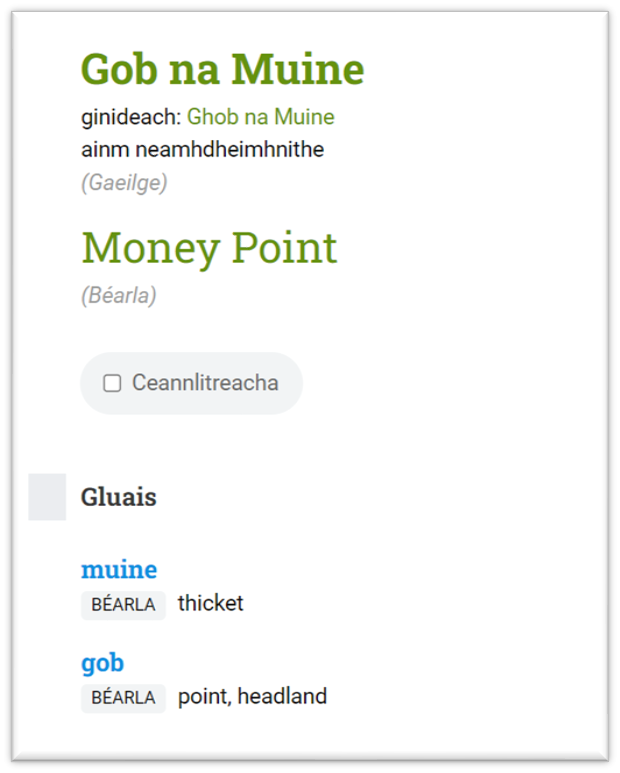 Gob na Muine
ginideach: Ghob na Muine
ainm neamhdheimhnithe
(Gaeilge)
Money Point
(Béarla)
Ceannlitreacha
Gluais
muine
BÉARLA thicket
gob
BÉARLA point, headland